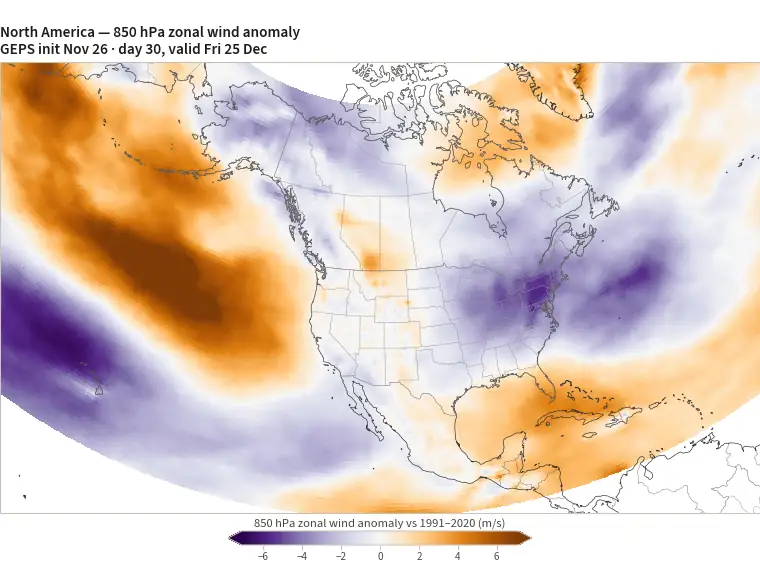 North America — 850 hPa zonal wind anomaly
GEPS init Nov 26 · day 30, valid Fri 25 Dec
850 hPa zonal wind anomaly vs 1991–2020 (m/s)
−6 −4 −2 0 2 4 6